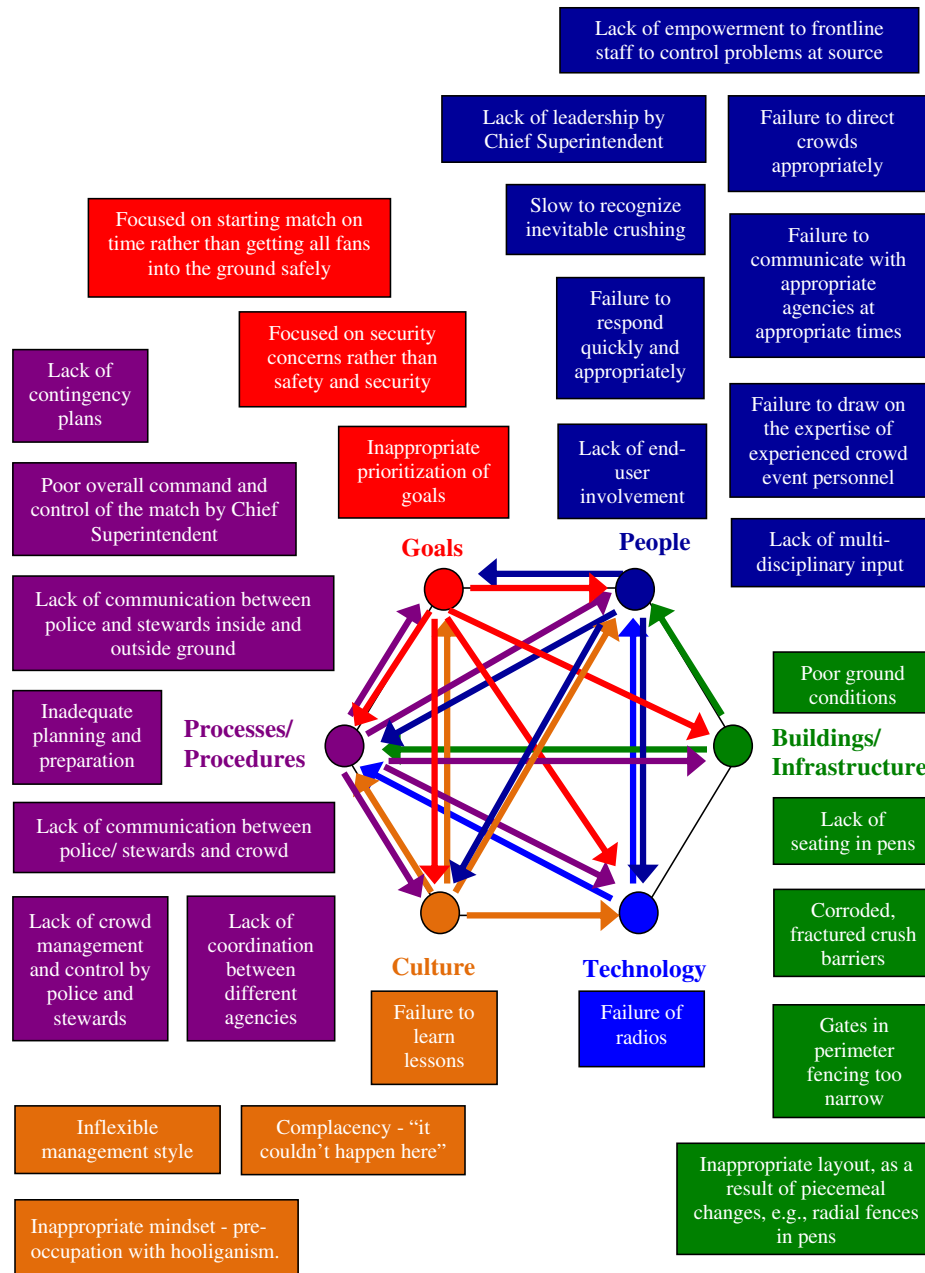 Lack of empowerment to frontline
staff to control problems at source
Lack of leadership by
Chief Superintendent
Failure to direct
crowds
appropriately
Slow to recognize
inevitable crushing
Focused on starting match on
time rather than getting all fans
into the ground safely
Failure to
communicate with
appropriate
agencies at
appropriate times
Failure to
respond
quickly and
appropriately
Focused on security
concerns rather than
safety and security
Lack of
contingency
plans
Failure to draw on
the expertise of
experienced crowd
event personnel
Inappropriate
prioritization of
goals
Lack of end-
user
involvement
Poor overall command and
control of the match by Chief
Superintendent
Lack of multi-
disciplinary input
Goals
People
Lack of communication between
police and stewards inside and
outside ground
Poor ground
conditions
Inadequate
planning and
preparation
Processes/
Procedures
Buildings/
Infrastructure
Lack of communication between
police/ stewards and crowd
Lack of
seating in pens
Lack of crowd
management
and control by
police and
stewards
Lack of
coordination
between
different
agencies
Corroded,
fractured crush
barriers
Culture
Technology
Failure to
learn
lessons
Failure of
radios
Gates in
perimeter
fencing too
narrow
Inflexible
management style
Complacency - “it
couldn’t happen here”
Inappropriate layout, as a
result of piecemeal
changes, e.g., radial fences
in pens
Inappropriate mindset - pre-
occupation with hooliganism.